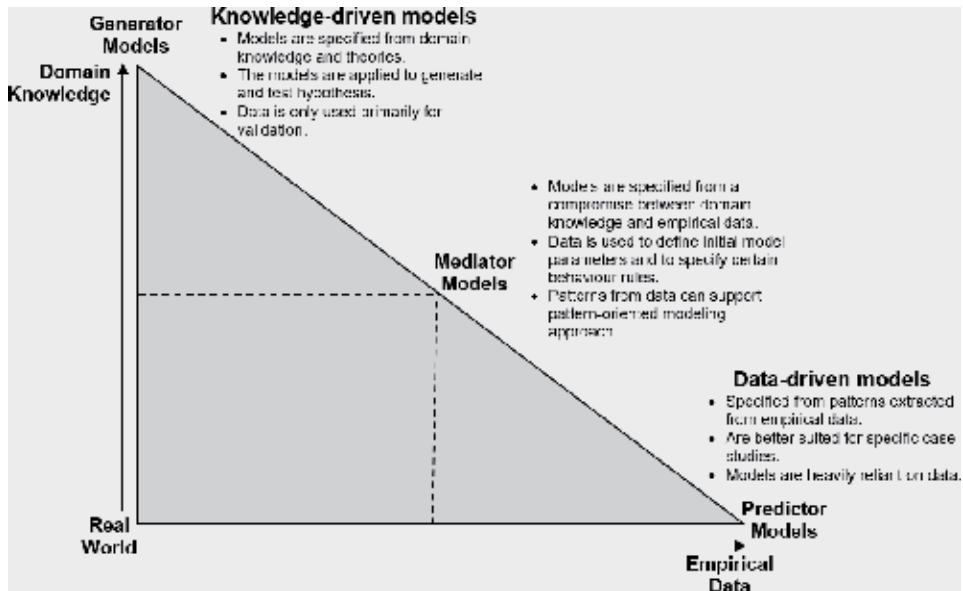 Knowledge-driven models
Generator
Models
• Models are specified from domain
knowledge and theories.
• The models are applied to generate
and test hypothesis.
• Data is only used primarily for
validation.
Domain
Knowledge
• Models are specified from a
compromise between domain
knowledge and empirical data.
• Data is used to define initial model
parameters and to specify certain
behaviour rules.
• Patterns from data can support
pattern-oriented modeling
approach
Mediator
Models
Data-driven models
• Specified from patterns extracted
from empirical data.
• Are better suited for specific case
studies.
• Models are heavily reliant on data.
Real
World
Predictor
Models
Empirical
Data